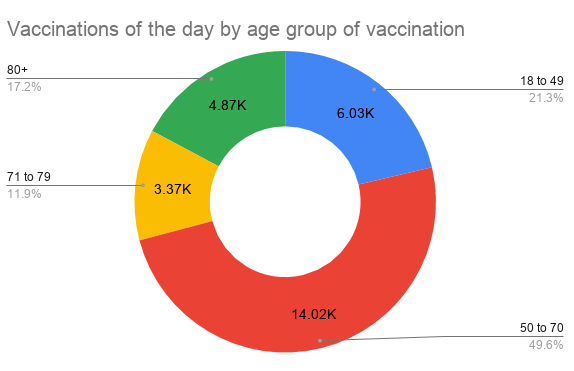 Vaccinations of the day by age group of vaccination
80+
17.2%
18 to 49
21.3%
4.87K
6.03K
71 to 79
11.9%
3.37K
14.02K
50 to 70
49.6%